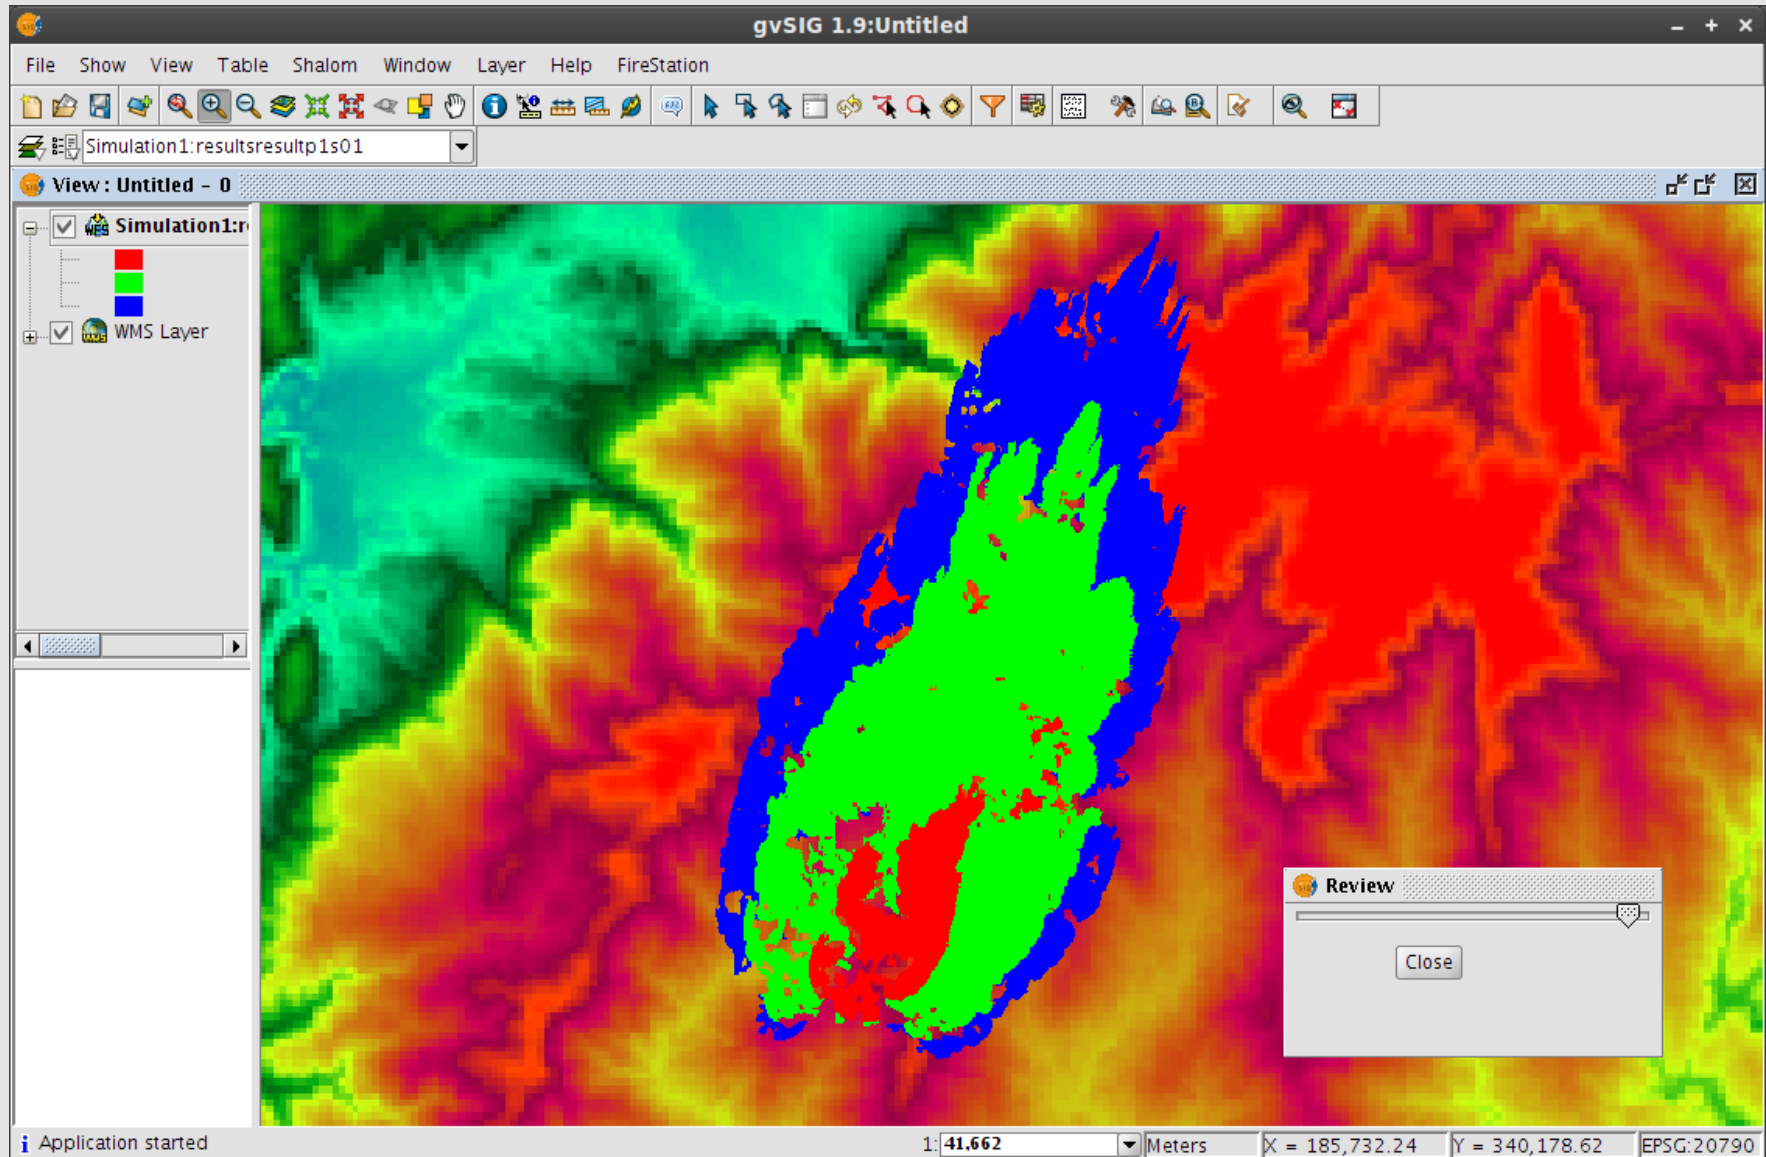 gvSIG 1.9:Untitled
File Show View Table Shalom Window Layer Help FireStation
Simulation1:resultsresultp1s01
View : Untitled - 0
Simulation1:r
WMS Layer
Review
Close
Application started
1: 41,662 Meters X = 185,732.24 Y = 340,178.62 EPSG:20790